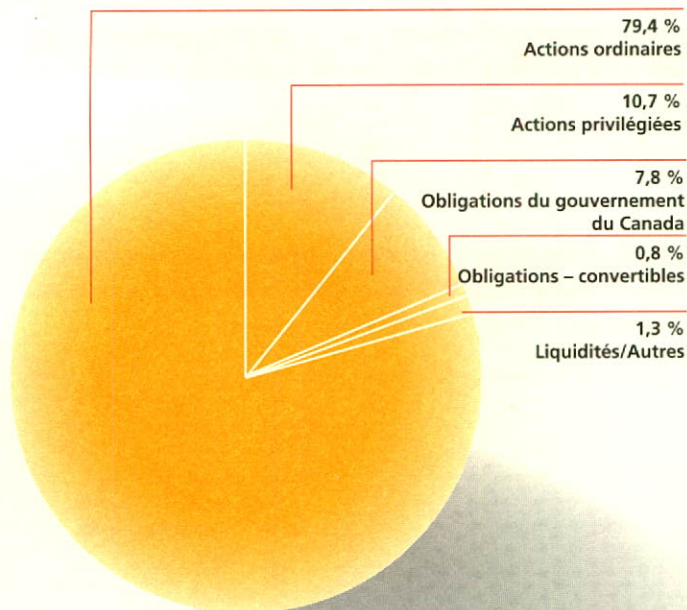 79,4 %
Actions ordinaires
10,7 %
Actions privilégiées
7,8 %
Obligations du gouvernement
du Canada
0,8 %
Obligations – convertibles
1,3 %
Liquidités/Autres